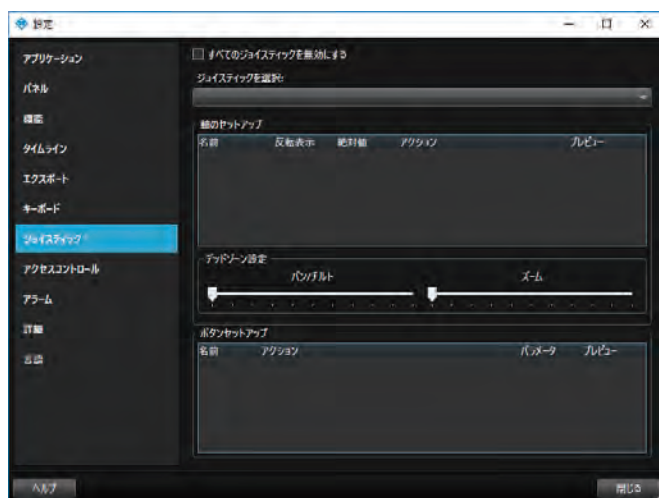 設定
アプリケーション
パネル
機能
タイムライン
エクスポート
キーボード
ジョイスティック
アクセスコントロール
アラーム
詳細
言語
すべてのジョイスティックを無効にする
ジョイスティックを選択:
軸のセットアップ
名前 反転表示 絶対値 アクション プレビュー
デッドゾーン設定
パン/チルト ズーム
ボタンセットアップ
名前 アクション パラメータ プレビュー
ヘルプ 閉じる